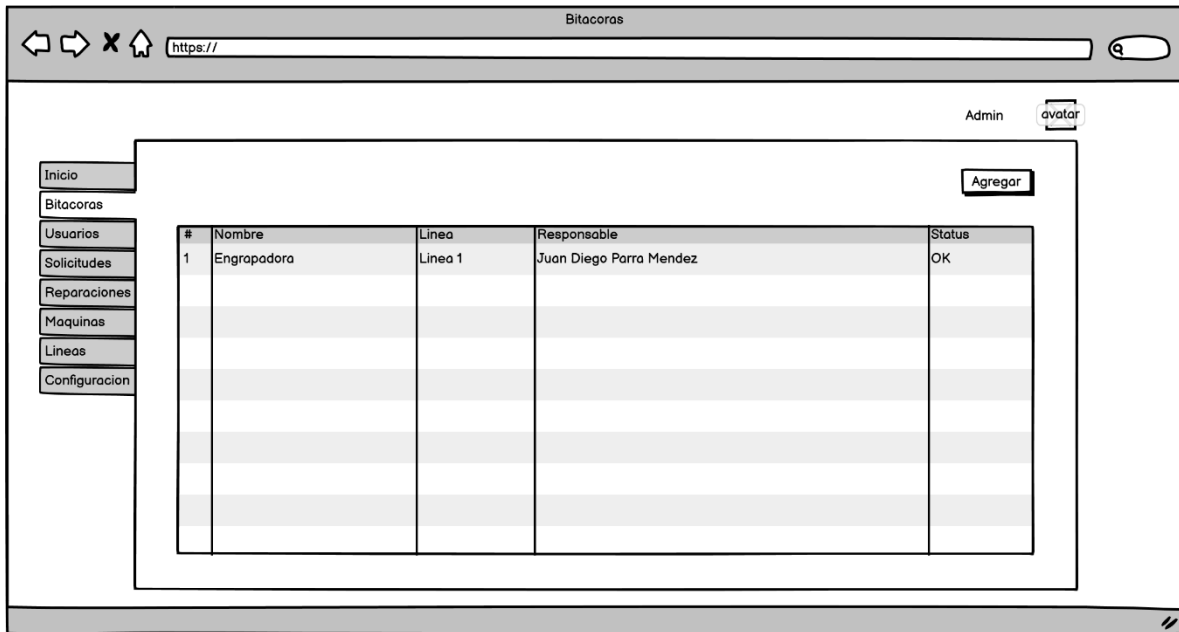 Bitacoras
https://
Admin
avatar
Agregar
Inicio
Bitacoras
Usuarios
Solicitudes
Reparaciones
Maquinas
Lineas
Configuracion
# Nombre Linea Responsable Status
1 Engrapadora Linea 1 Juan Diego Parra Mendez OK